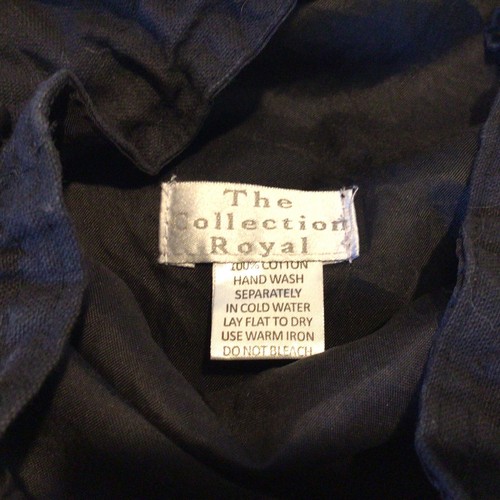 The
Collection
Royal
100% COTTON
HAND WASH
SEPARATELY
IN COLD WATER
LAY FLAT TO DRY
USE WARM IRON
DO NOT BLEACH